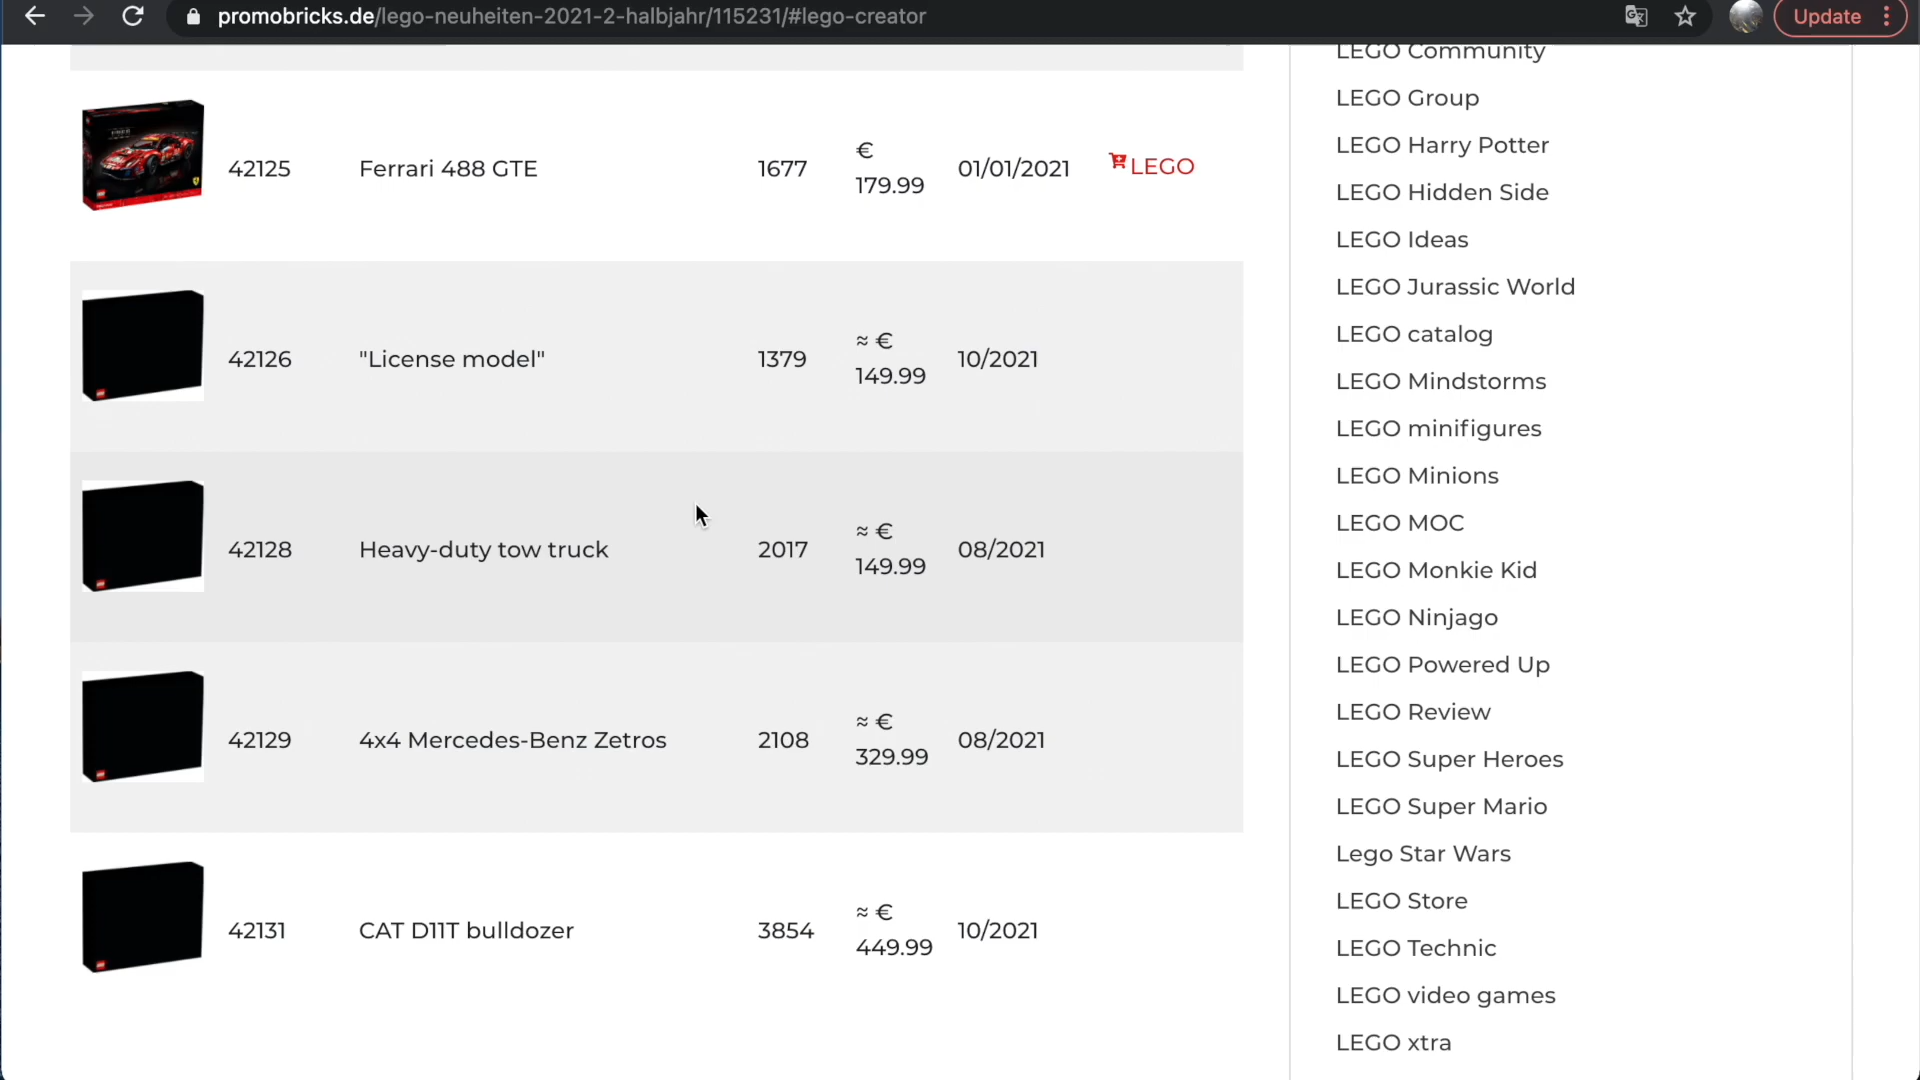 promobricks.de/lego-neuheiten-2021-2-halbjahr/115231/#lego-creator
Update
42125 Ferrari 488 GTE 1677 € 179.99 01/01/2021 LEGO
42126 "License model" 1379 ≈ € 149.99 10/2021
42128 Heavy-duty tow truck 2017 ≈ € 149.99 08/2021
42129 4x4 Mercedes-Benz Zetros 2108 ≈ € 329.99 08/2021
42131 CAT D11T bulldozer 3854 ≈ € 449.99 10/2021
LEGO Community
LEGO Group
LEGO Harry Potter
LEGO Hidden Side
LEGO Ideas
LEGO Jurassic World
LEGO catalog
LEGO Mindstorms
LEGO minifigures
LEGO Minions
LEGO MOC
LEGO Monkie Kid
LEGO Ninjago
LEGO Powered Up
LEGO Review
LEGO Super Heroes
LEGO Super Mario
Lego Star Wars
LEGO Store
LEGO Technic
LEGO video games
LEGO xtra